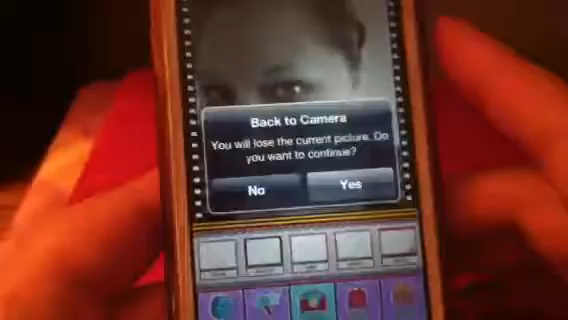 Back to Camera
You will lose the current picture. Do
you want to continue?
No
Yes